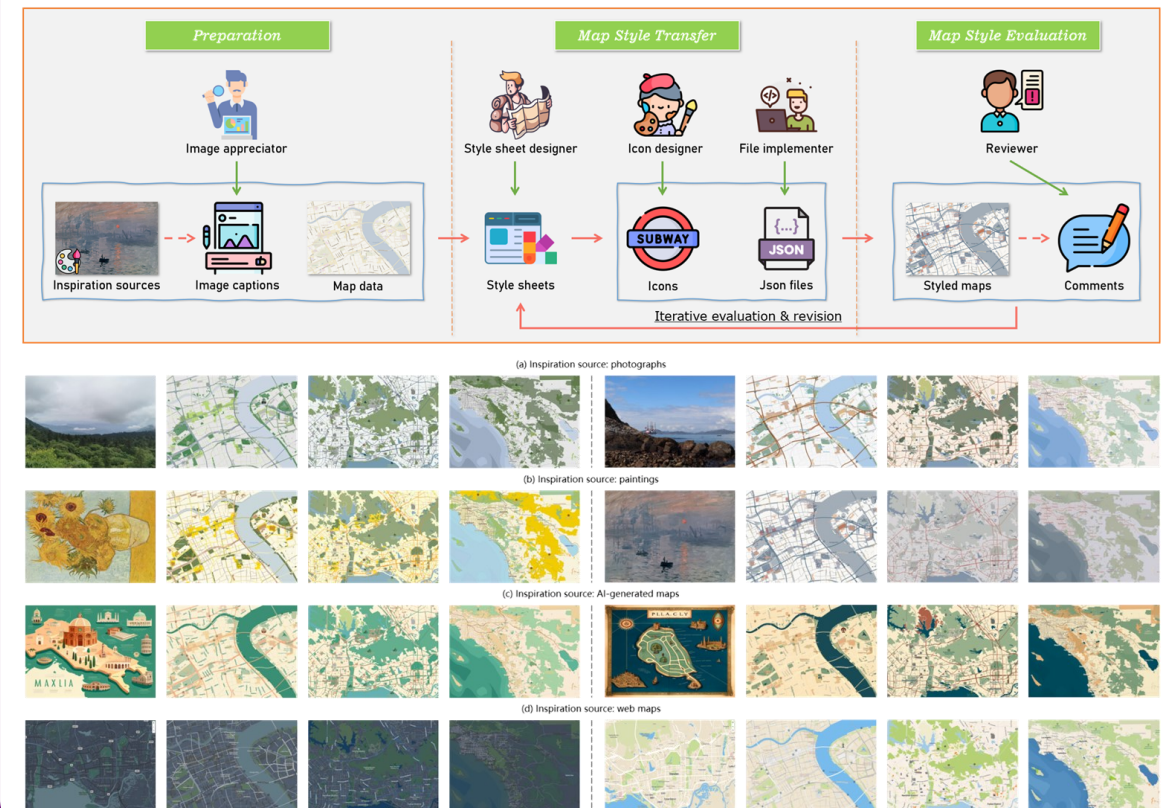 Preparation
Map Style Transfer
Map Style Evaluation
Image appreciator
Style sheet designer
Icon designer
File implementer
Reviewer
SUBWAY
{...}
JSON
Inspiration sources
Image captions
Map data
Style sheets
Icons
Json files
Styled maps
Comments
Iterative evaluation & revision
(a) Inspiration source: photographs
(b) Inspiration source: paintings
(c) Inspiration source: AI-generated maps
MAXLIA
(d) Inspiration source: web maps